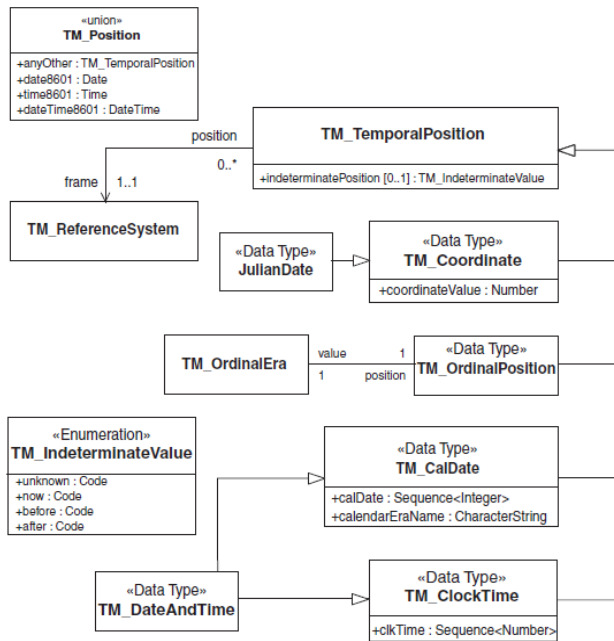 «union»
TM_Position
+anyOther : TM_TemporalPosition
+date8601 : Date
+time8601 : Time
+dateTime8601 : DateTime
position
0..*
frame
1..1
TM_TemporalPosition
+indeterminatePosition [0..1] : TM_IndeterminateValue
TM_ReferenceSystem
«Data Type»
JulianDate
«Data Type»
TM_Coordinate
+coordinateValue : Number
TM_OrdinalEra
value
1
1
position
«Data Type»
TM_OrdinalPosition
«Enumeration»
TM_IndeterminateValue
+unknown : Code
+now : Code
+before : Code
+after : Code
«Data Type»
TM_CalDate
+calDate : Sequence<Integer>
+calendarEraName : CharacterString
«Data Type»
TM_DateAndTime
«Data Type»
TM_ClockTime
+clkTime : Sequence<Number>